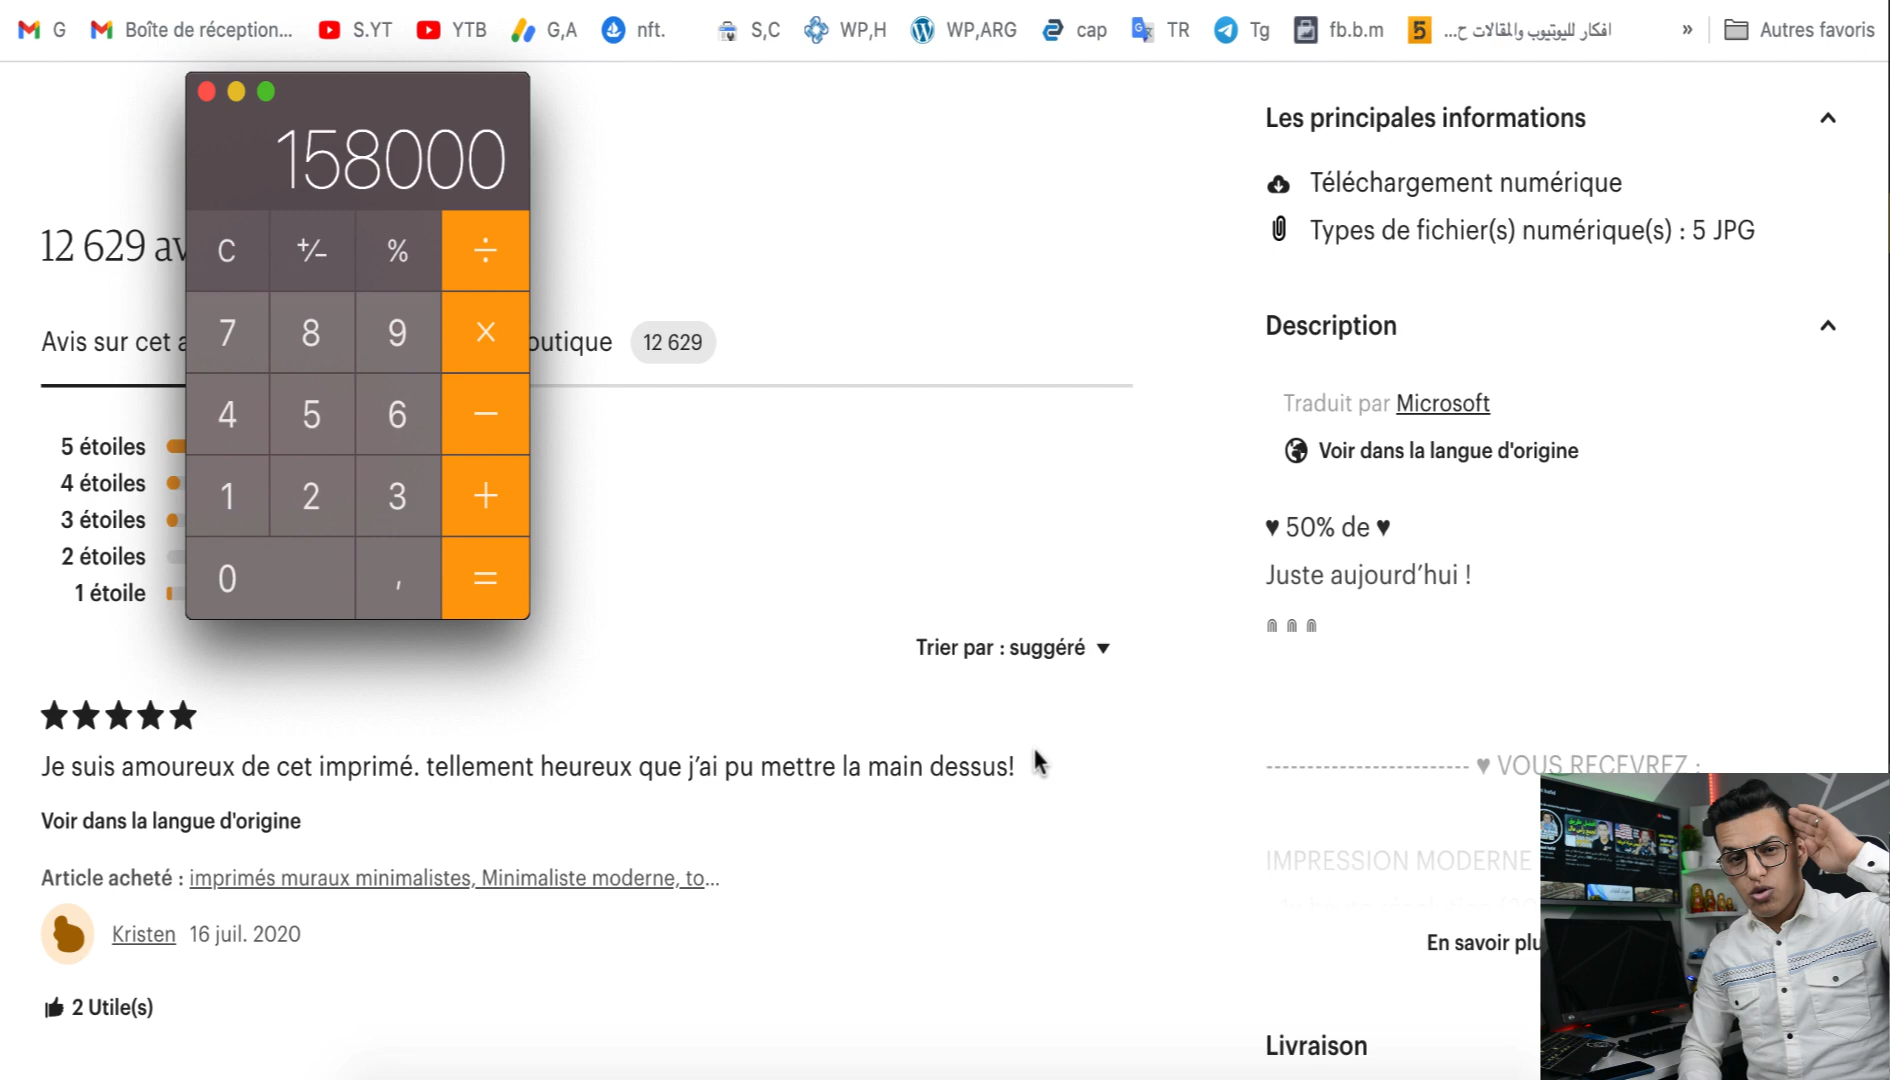 G
Boîte de réception...
S.YT
YTB
G,A
nft.
S,C
WP,H
WP,ARG
cap
TR
Tg
fb.b.m
افكار لليوتيوب والمقالات ح...
»
Autres favoris
158000
C
+/-
%
÷
7
8
9
×
4
5
6
−
1
2
3
+
0
,
=
12 629 av
Avis sur cet a
outique
12 629
5 étoiles
4 étoiles
3 étoiles
2 étoiles
1 étoile
Trier par : suggéré ▼
★★★★★
Je suis amoureux de cet imprimé. tellement heureux que j’ai pu mettre la main dessus!
Voir dans la langue d'origine
Article acheté : imprimés muraux minimalistes, Minimaliste moderne, to...
Kristen 16 juil. 2020
2 Utile(s)
Les principales informations
Téléchargement numérique
Types de fichier(s) numérique(s) : 5 JPG
Description
Traduit par Microsoft
Voir dans la langue d'origine
♥ 50% de ♥
Juste aujourd’hui !
⋒ ⋒ ⋒
------------------------- ♥ VOUS RECEVREZ :
IMPRESSION MODERNE
En savoir plu
Livraison